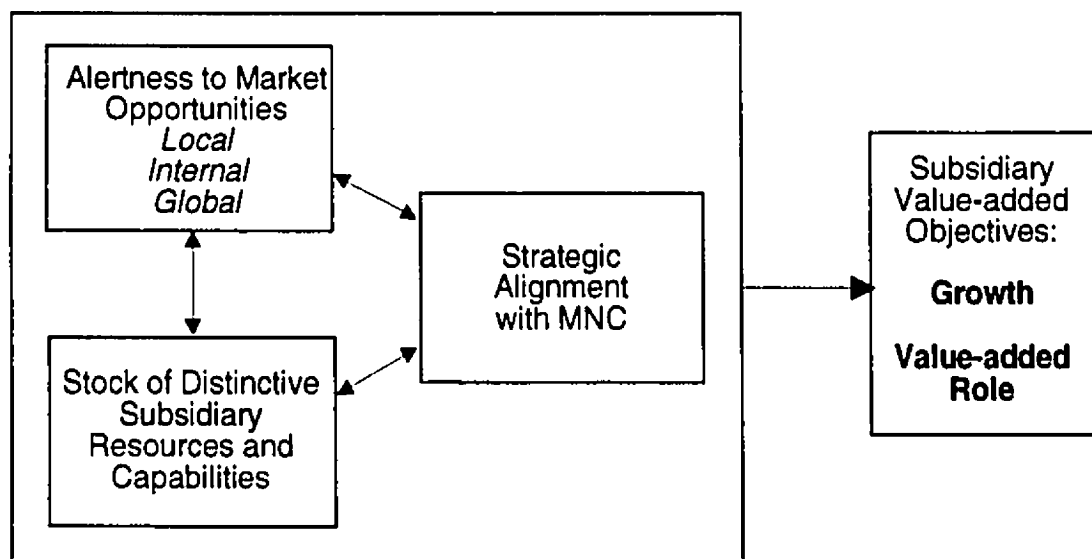 Alertness to Market
Opportunities
Local
Internal
Global
Stock of Distinctive
Subsidiary
Resources and
Capabilities
Strategic
Alignment
with MNC
Subsidiary
Value-added
Objectives:
Growth
Value-added
Role